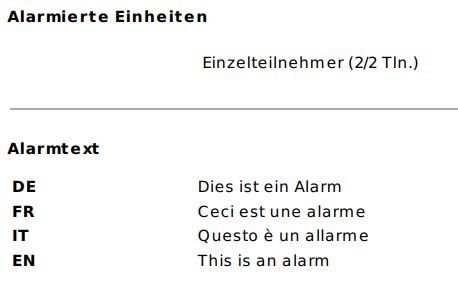 Alarmierte Einheiten
Einzelteilnehmer (2/2 Tln.)
Alarmtext
DE Dies ist ein Alarm
FR Ceci est une alarme
IT Questo è un allarme
EN This is an alarm